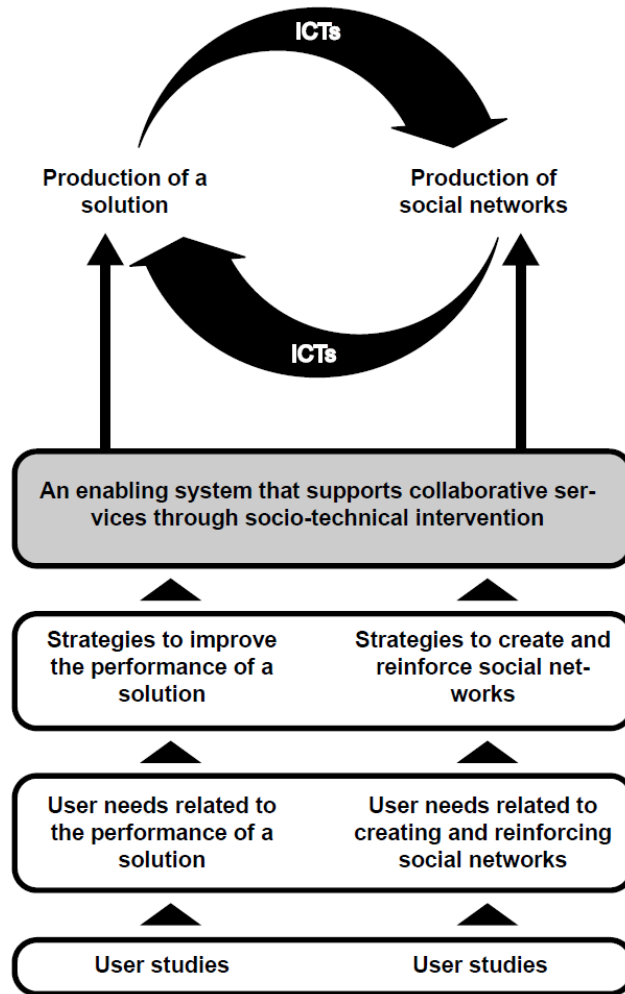 ICTs
Production of a
solution
Production of
social networks
ICTs
An enabling system that supports collaborative ser-
vices through socio-technical intervention
Strategies to improve
the performance of a
solution
Strategies to create and
reinforce social net-
works
User needs related to
the performance of a
solution
User needs related to
creating and reinforcing
social networks
User studies
User studies